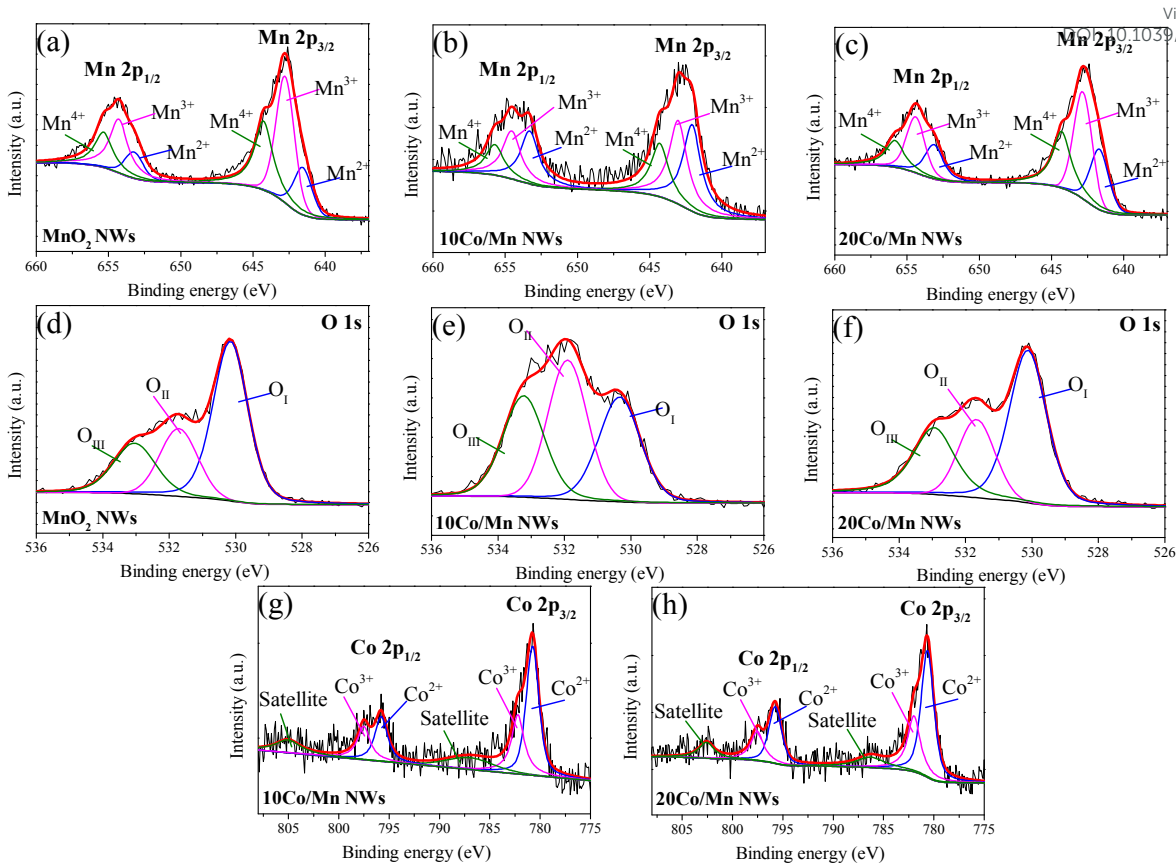 Vi
DOI: 10.1039/
(a)
Mn 2p3/2
Mn 2p1/2
Mn4+
Mn3+
Mn2+
Mn4+
Mn3+
Mn2+
MnO2 NWs
Intensity (a.u.)
660 655 650 645 640
Binding energy (eV)
(b)
Mn 2p3/2
Mn 2p1/2
Mn4+
Mn3+
Mn2+
Mn4+
Mn3+
Mn2+
10Co/Mn NWs
Intensity (a.u.)
660 655 650 645 640
Binding energy (eV)
(c)
Mn 2p3/2
Mn 2p1/2
Mn4+
Mn3+
Mn2+
Mn4+
Mn3+
Mn2+
20Co/Mn NWs
Intensity (a.u.)
660 655 650 645 640
Binding energy (eV)
(d)
O 1s
OIII
OII
OI
MnO2 NWs
Intensity (a.u.)
536 534 532 530 528 526
Binding energy (eV)
(e)
O 1s
OIII
OII
OI
10Co/Mn NWs
Intensity (a.u.)
536 534 532 530 528 526
Binding energy (eV)
(f)
O 1s
OIII
OII
OI
20Co/Mn NWs
Intensity (a.u.)
536 534 532 530 528 526
Binding energy (eV)
(g)
Co 2p3/2
Co 2p1/2
Satellite
Co3+
Co2+
Satellite
Co3+
Co2+
10Co/Mn NWs
Intensity (a.u.)
805 800 795 790 785 780 775
Binding energy (eV)
(h)
Co 2p3/2
Co 2p1/2
Satellite
Co3+
Co2+
Satellite
Co3+
Co2+
20Co/Mn NWs
Intensity (a.u.)
805 800 795 790 785 780 775
Binding energy (eV)